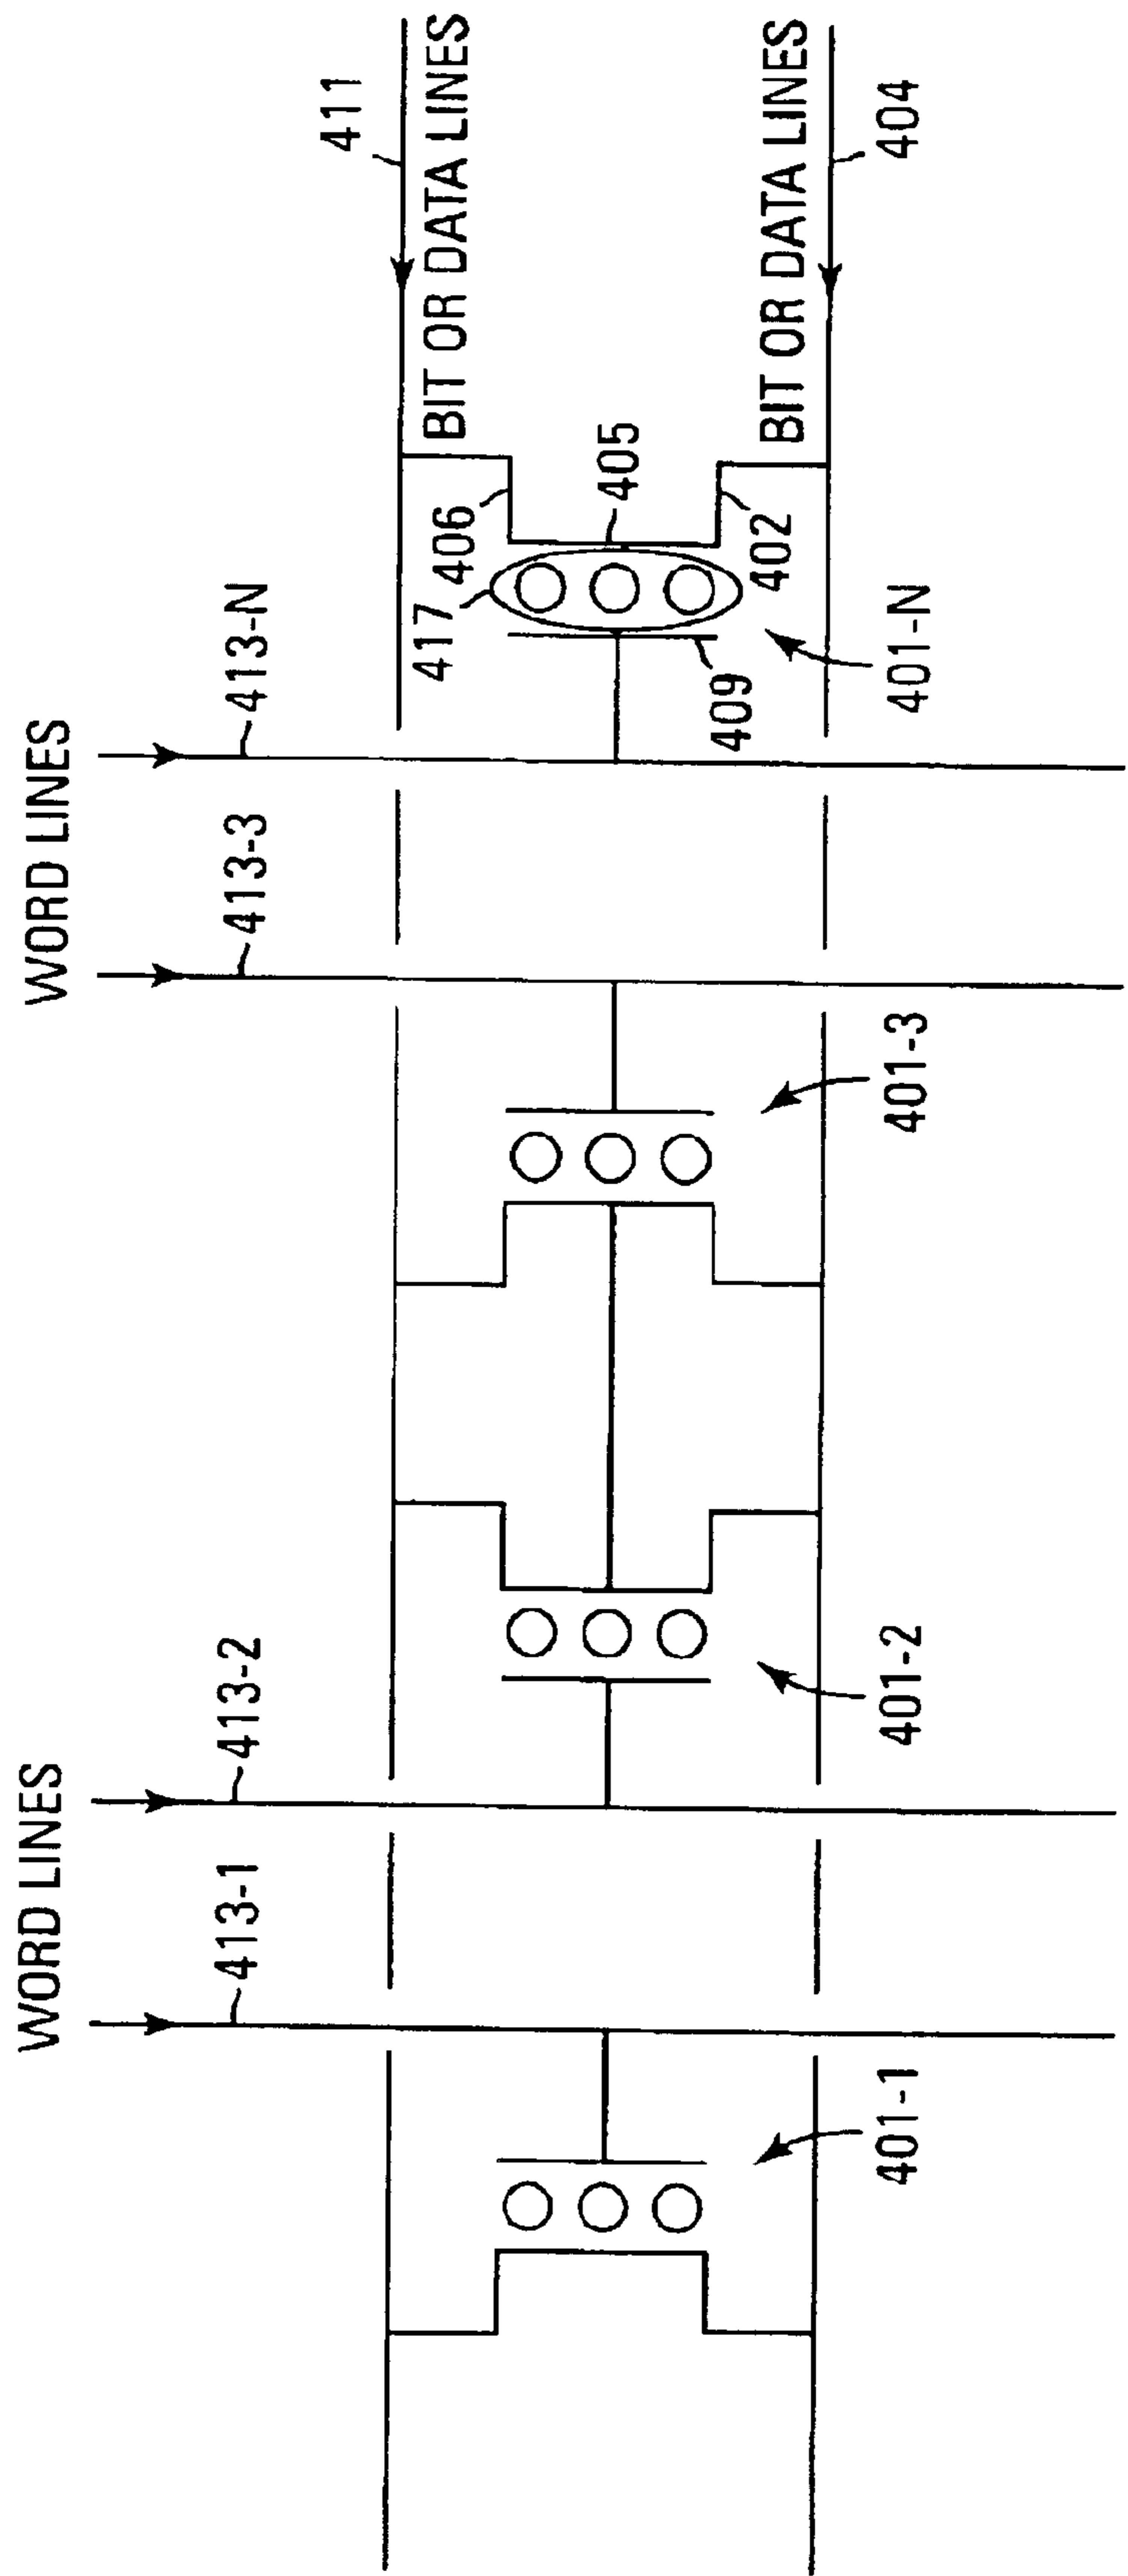 WORD LINES
WORD LINES
413-1
413-2
413-3
413-N
411
BIT OR DATA LINES
417
406
405
409
402
BIT OR DATA LINES
404
401-1
401-2
401-3
401-N